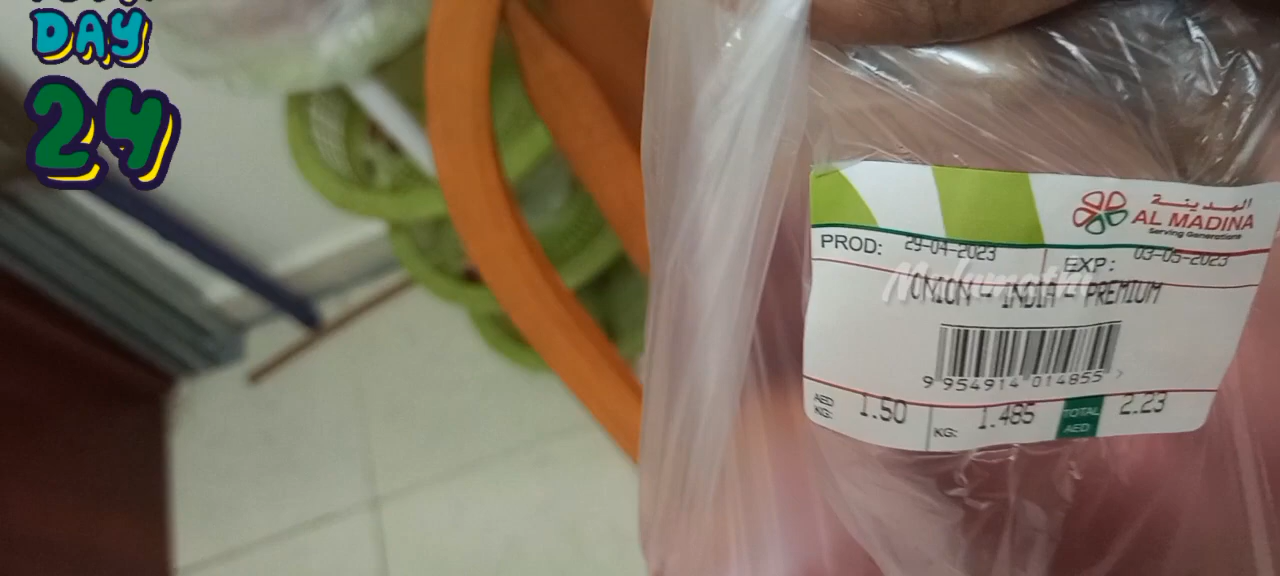 DAY
24
المدينة
AL MADINA
Serving Generations
PROD: 29-04-2023 EXP: 03-05-2023
ONION - INDIA - PREMIUM
9 954914 014855 >
AED KG: 1.50 KG: 1.485 TOTAL AED 2.23